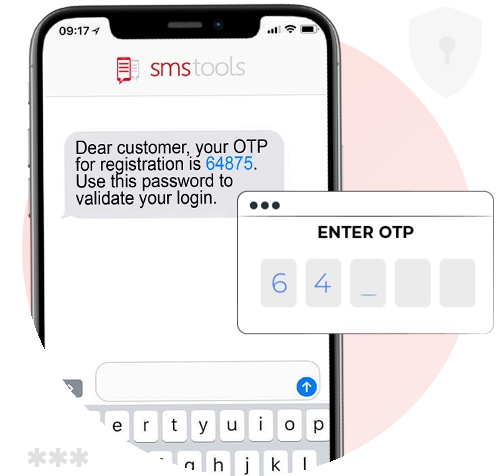 09:17
smstools
Dear customer, your OTP
for registration is 64875.
Use this password to
validate your login.
ENTER OTP
6 4 _
e r t y u i o p
g h j k l
***